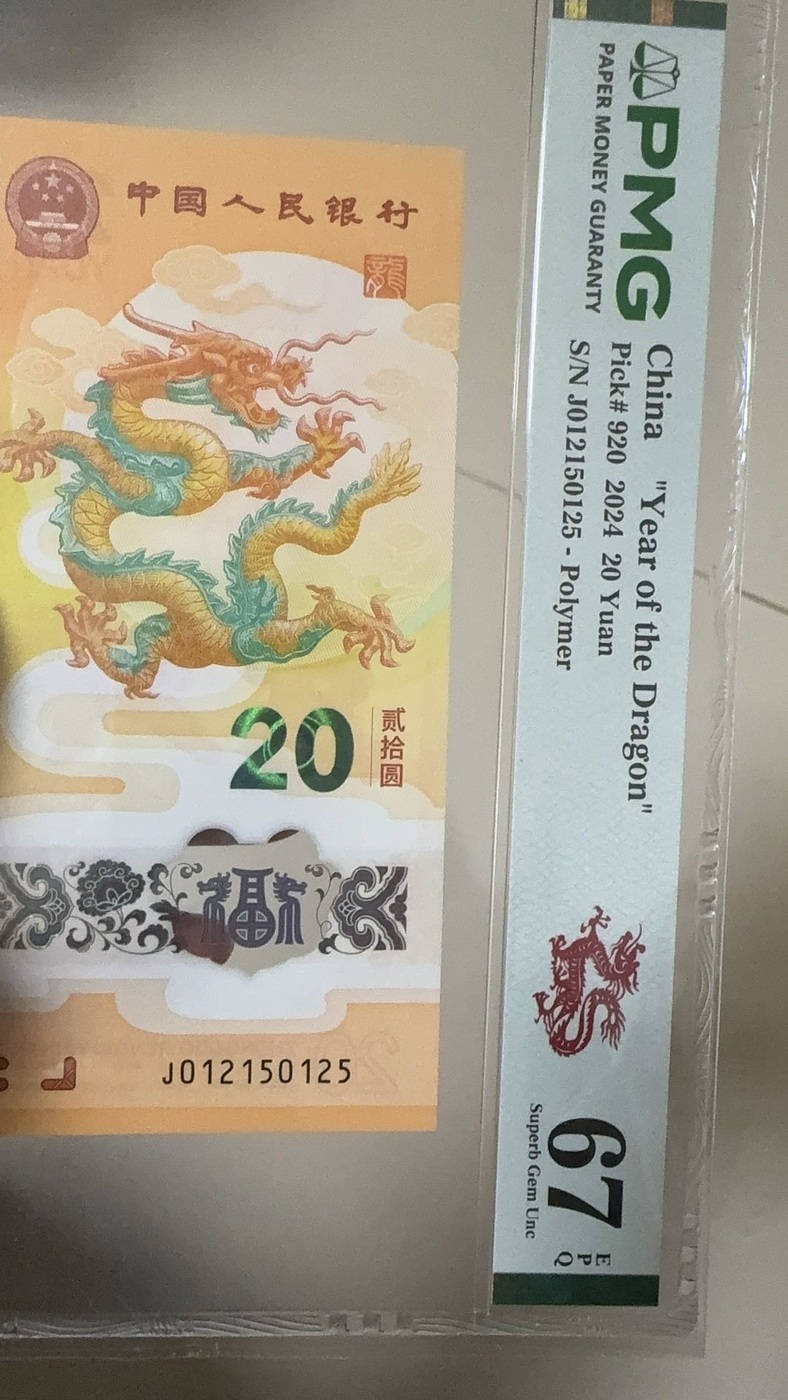 中国人民银行
龍
20
贰拾圆
福
J012150125
PMG
PAPER MONEY GUARANTY
China "Year of the Dragon"
Pick# 920 2024 20 Yuan
S/N J012150125 - Polymer
67
EPQ
Superb Gem Unc